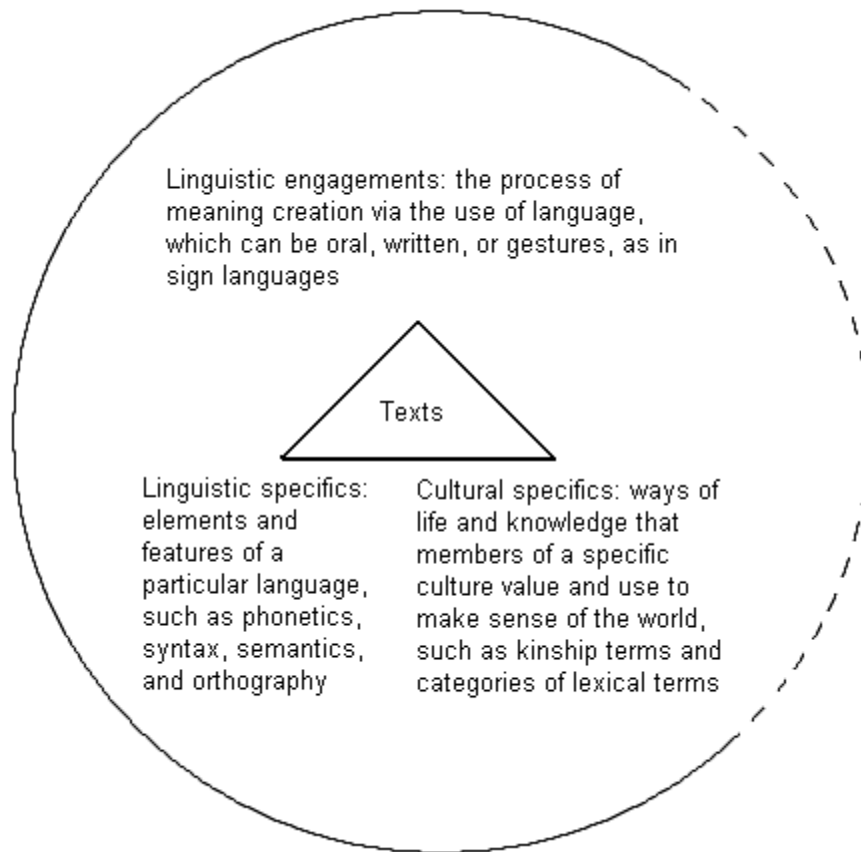 Linguistic engagements: the process of
meaning creation via the use of language,
which can be oral, written, or gestures, as in
sign languages
Texts
Linguistic specifics:
elements and
features of a
particular language,
such as phonetics,
syntax, semantics,
and orthography
Cultural specifics: ways of
life and knowledge that
members of a specific
culture value and use to
make sense of the world,
such as kinship terms and
categories of lexical terms